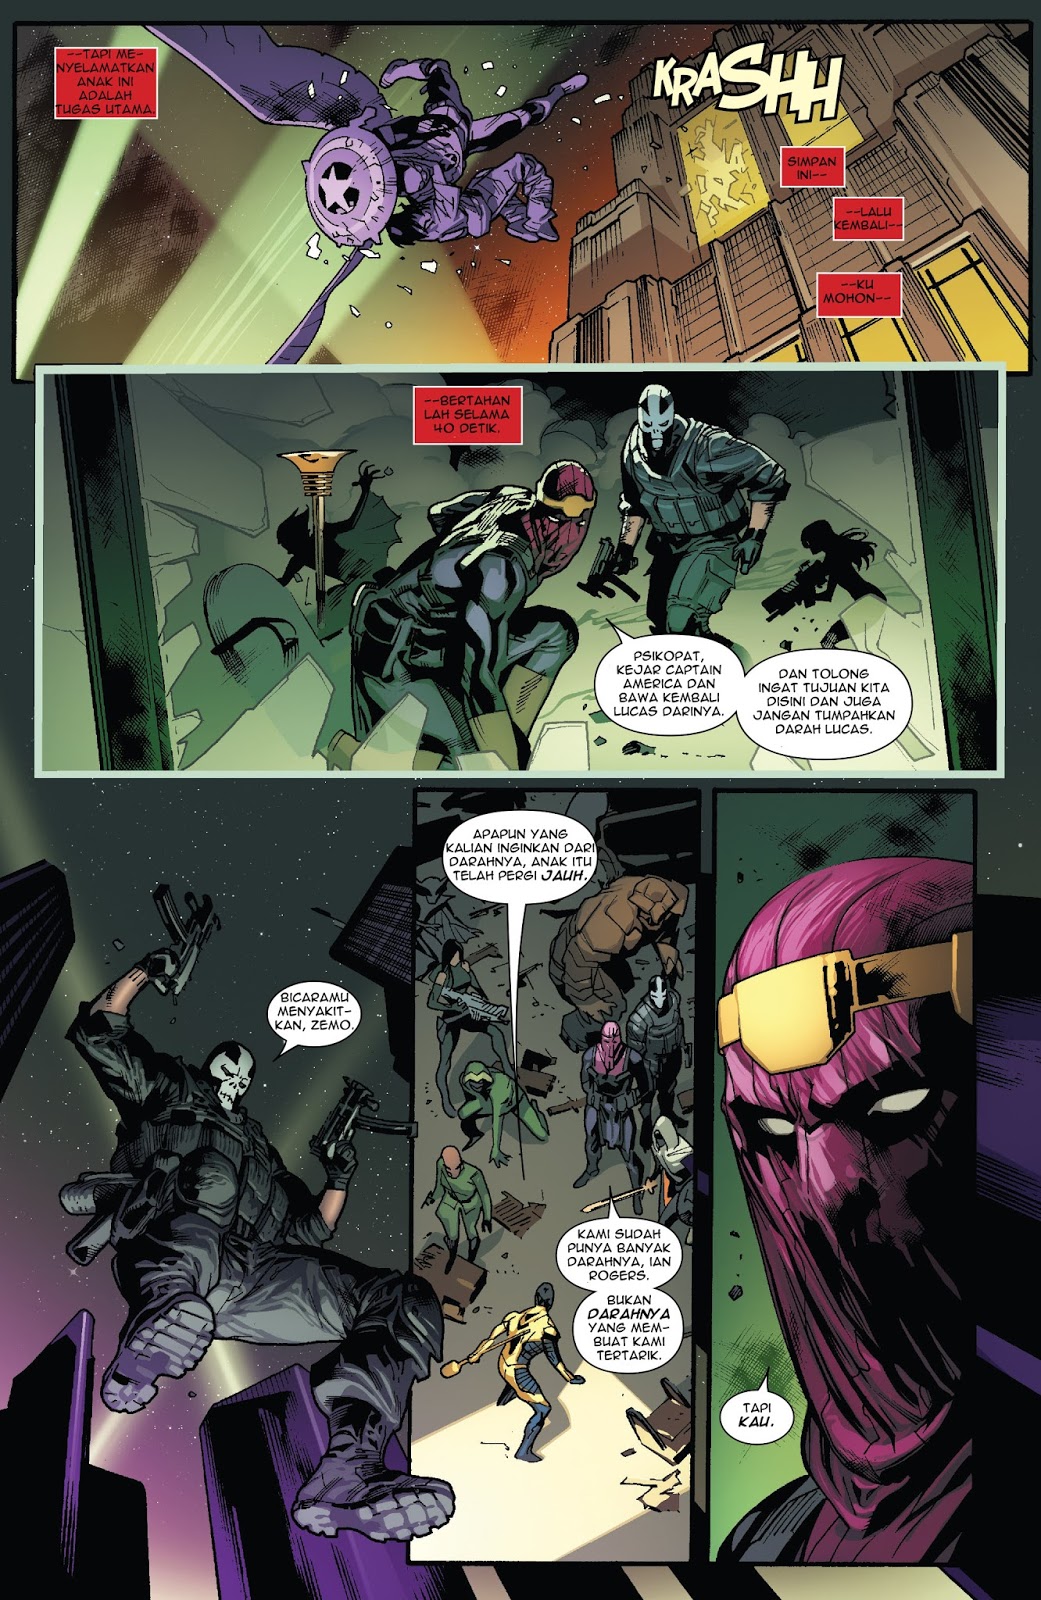 --TAPI ME-
NYELAMATKAN
ANAK INI
ADALAH
TUGAS UTAMA.
KRASHH
SIMPAN
INI--
--LALU
KEMBALI--
--KU
MOHON--
--BERTAHAN
LAH SELAMA
40 DETIK.
PSIKOPAT,
KEJAR CAPTAIN
AMERICA DAN
BAWA KEMBALI
LUCAS DARINYA.
DAN TOLONG
INGAT TUJUAN KITA
DISINI DAN JUGA
JANGAN TUMPAHKAN
DARAH LUCAS.
BICARAMU
MENYAKIT-
KAN, ZEMO.
APAPUN YANG
KALIAN INGINKAN DARI
DARAHNYA, ANAK ITU
TELAH PERGI JAUH.
KAMI SUDAH
PUNYA BANYAK
DARAHNYA, IAN
ROGERS.
BUKAN
DARAHNYA
YANG MEM-
BUAT KAMI
TERTARIK.
TAPI
KAU.